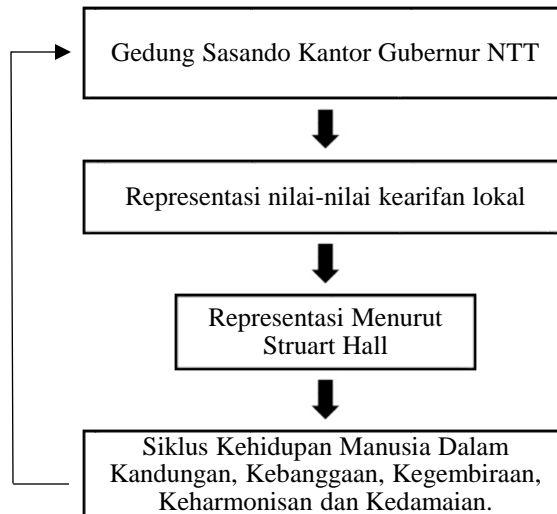 Gedung Sasando Kantor Gubernur NTT
Representasi nilai-nilai kearifan lokal
Representasi Menurut
Struart Hall
Siklus Kehidupan Manusia Dalam
Kandungan, Kebanggaan, Kegembiraan,
Keharmonisan dan Kedamaian.